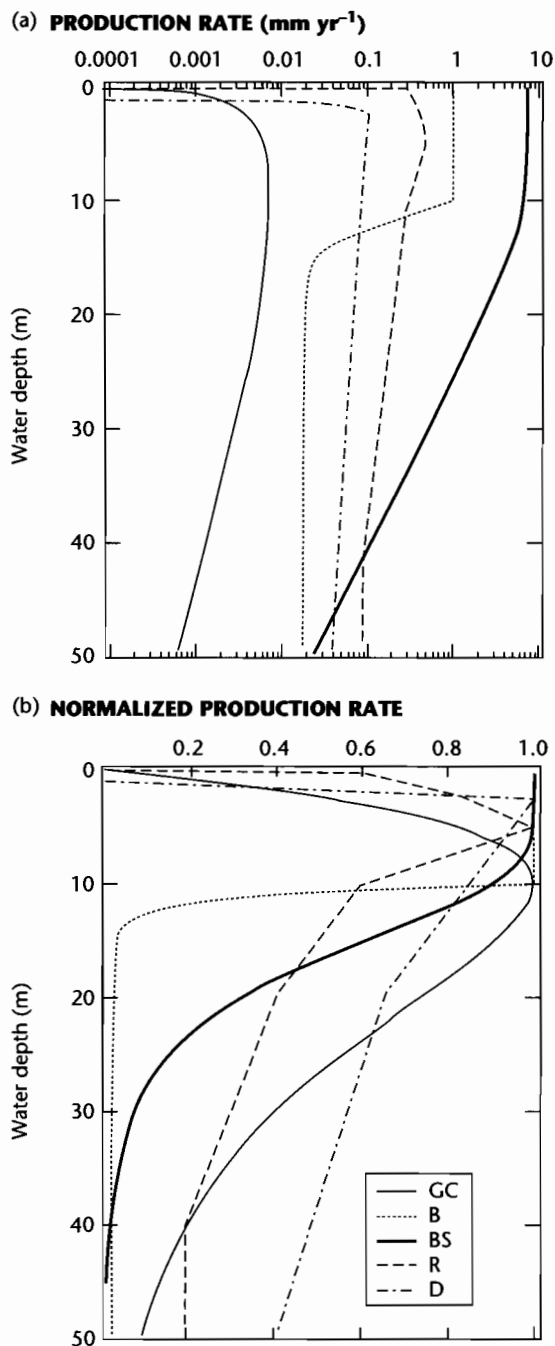 (a) PRODUCTION RATE (mm yr⁻¹)
0.0001 0.001 0.01 0.1 1 10
0
10
20
30
40
50
Water depth (m)
(b) NORMALIZED PRODUCTION RATE
0.2 0.4 0.6 0.8 1.0
0
10
20
30
40
50
Water depth (m)
GC
B
BS
R
D